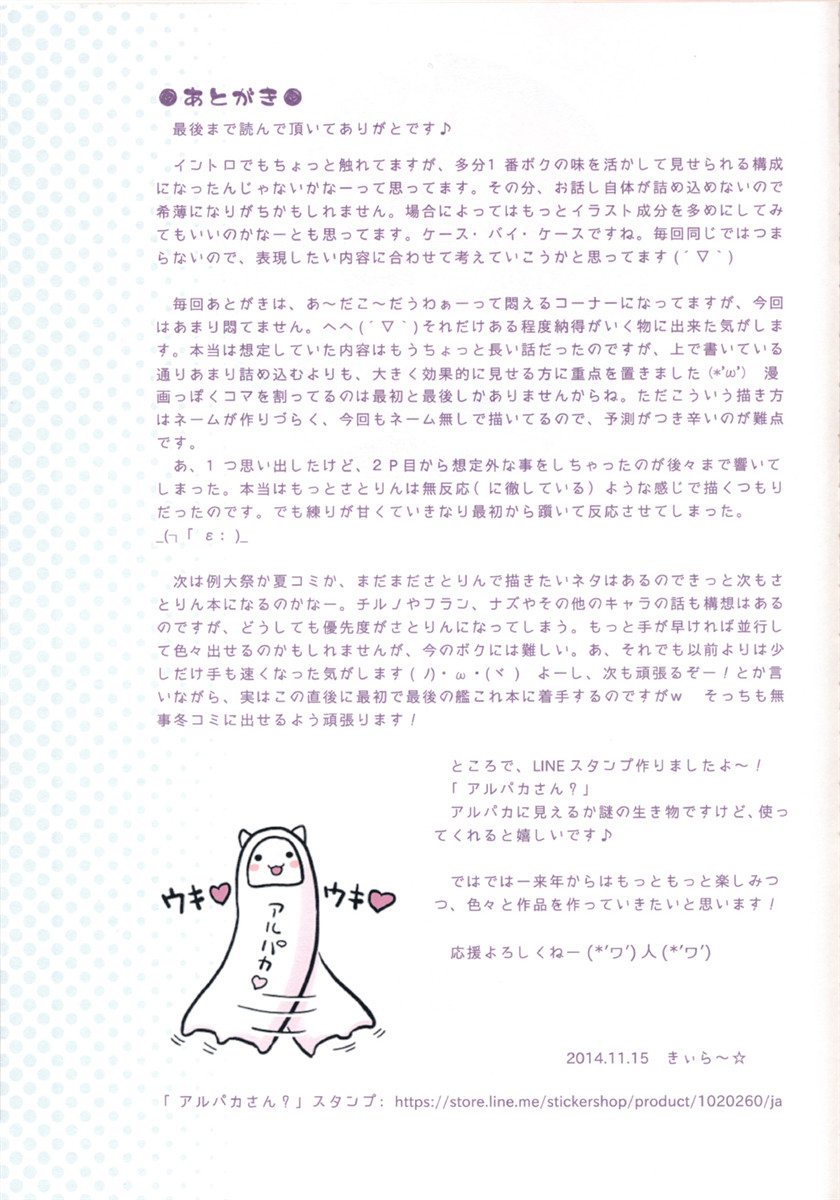 ●あとがき●
最後まで読んで頂いてありがとです♪
イントロでもちょっと触れてますが、多分1番ボクの味を活かして見せられる構成
になったんじゃないかなーって思ってます。その分、お話し自体が詰め込めないので
希薄になりがちかもしれません。場合によってはもっとイラスト成分を多めにしてみ
てもいいのかなーとも思ってます。ケース・バイ・ケースですね。毎回同じではつま
らないので、表現したい内容に合わせて考えていこうかと思ってます(´▽｀)
毎回あとがきは、あ〜だこ〜だうわぁーって悶えるコーナーになってますが、今回
はあまり悶てません。へへ(´▽｀)それだけある程度納得がいく物に出来た気がしま
す。本当は想定していた内容はもうちょっと長い話だったのですが、上で書いている
通りあまり詰め込むよりも、大きく効果的に見せる方に重点を置きました(*'ω'*)　漫
画っぽくコマを割ってるのは最初と最後しかありませんからね。ただこういう描き方
はネームが作りづらく、今回もネーム無しで描いてるので、予測がつき辛いのが難点
です。
あ、1つ思い出したけど、2P目から想定外な事をしちゃったのが後々まで響いて
しまった。本当はもっとさとりんは無反応(に徹している)ような感じで描くつもり
だったのです。でも練りが甘くていきなり最初から躓いて反応させてしまった。
_(┐「 ε：)_
次は例大祭か夏コミか、まだまださとりんで描きたいネタはあるのできっと次もさ
とりん本になるのかなー。チルノやフラン、ナズやその他のキャラの話も構想はある
のですが、どうしても優先度がさとりんになってしまう。もっと手が早ければ並行し
て色々出せるのかもしれませんが、今のボクには難しい。あ、それでも以前よりは少
しだけ手も速くなった気がします(ﾉ)・ω・(ヾ)　よーし、次も頑張るぞー！とか言
いながら、実はこの直後に最初で最後の艦これ本に着手するのですがw　そっちも無
事冬コミに出せるよう頑張ります！
ところで、LINEスタンプ作りましたよ〜！
「アルパカさん？」
アルパカに見えるか謎の生き物ですけど、使っ
てくれると嬉しいです♪
ではでは一来年からはもっともっと楽しみつ
つ、色々と作品を作っていきたいと思います！
応援よろしくねー(*'ワ')人(*'ワ')
ウキ♥
ウキ♥
アルパカ♡
2014.11.15　きぃら〜☆
「アルパカさん？」スタンプ：https://store.line.me/stickershop/product/1020260/ja